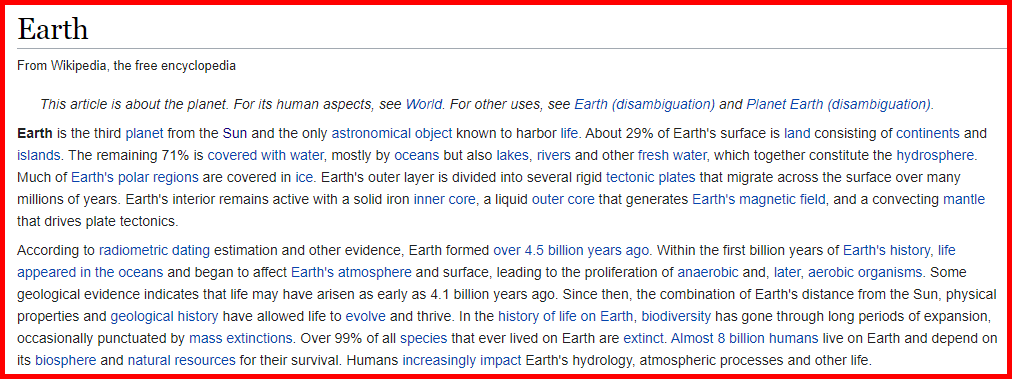 Earth
From Wikipedia, the free encyclopedia
This article is about the planet. For its human aspects, see World. For other uses, see Earth (disambiguation) and Planet Earth (disambiguation).
Earth is the third planet from the Sun and the only astronomical object known to harbor life. About 29% of Earth's surface is land consisting of continents and
islands. The remaining 71% is covered with water, mostly by oceans but also lakes, rivers and other fresh water, which together constitute the hydrosphere.
Much of Earth's polar regions are covered in ice. Earth's outer layer is divided into several rigid tectonic plates that migrate across the surface over many
millions of years. Earth's interior remains active with a solid iron inner core, a liquid outer core that generates Earth's magnetic field, and a convecting mantle
that drives plate tectonics.
According to radiometric dating estimation and other evidence, Earth formed over 4.5 billion years ago. Within the first billion years of Earth's history, life
appeared in the oceans and began to affect Earth's atmosphere and surface, leading to the proliferation of anaerobic and, later, aerobic organisms. Some
geological evidence indicates that life may have arisen as early as 4.1 billion years ago. Since then, the combination of Earth's distance from the Sun, physical
properties and geological history have allowed life to evolve and thrive. In the history of life on Earth, biodiversity has gone through long periods of expansion,
occasionally punctuated by mass extinctions. Over 99% of all species that ever lived on Earth are extinct. Almost 8 billion humans live on Earth and depend on
its biosphere and natural resources for their survival. Humans increasingly impact Earth's hydrology, atmospheric processes and other life.